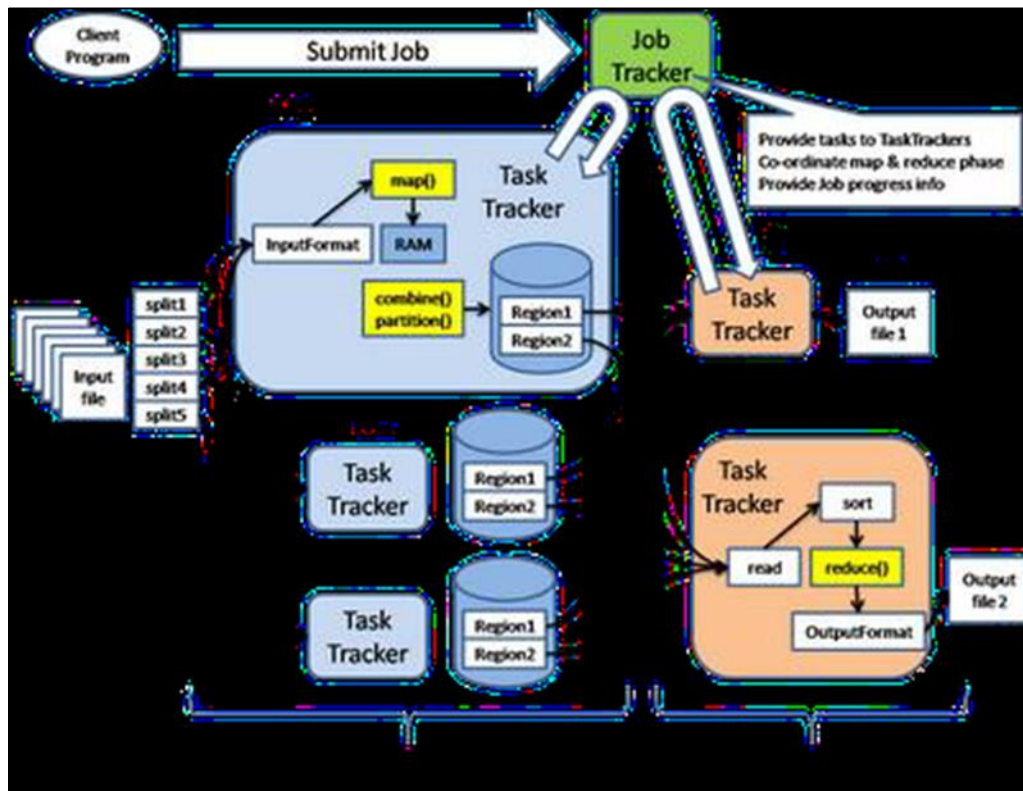 Client
Program
Submit Job
Job
Tracker
Provide tasks to TaskTrackers
Co-ordinate map & reduce phase
Provide Job progress info
Task
Tracker
map()
InputFormat
RAM
combine()
partition()
Region1
Region2
split1
split2
split3
split4
split5
Input
file
Task
Tracker
Output
file 1
Task
Tracker
Region1
Region2
Task
Tracker
Region1
Region2
Task
Tracker
sort
read
reduce()
OutputFormat
Output
file 2